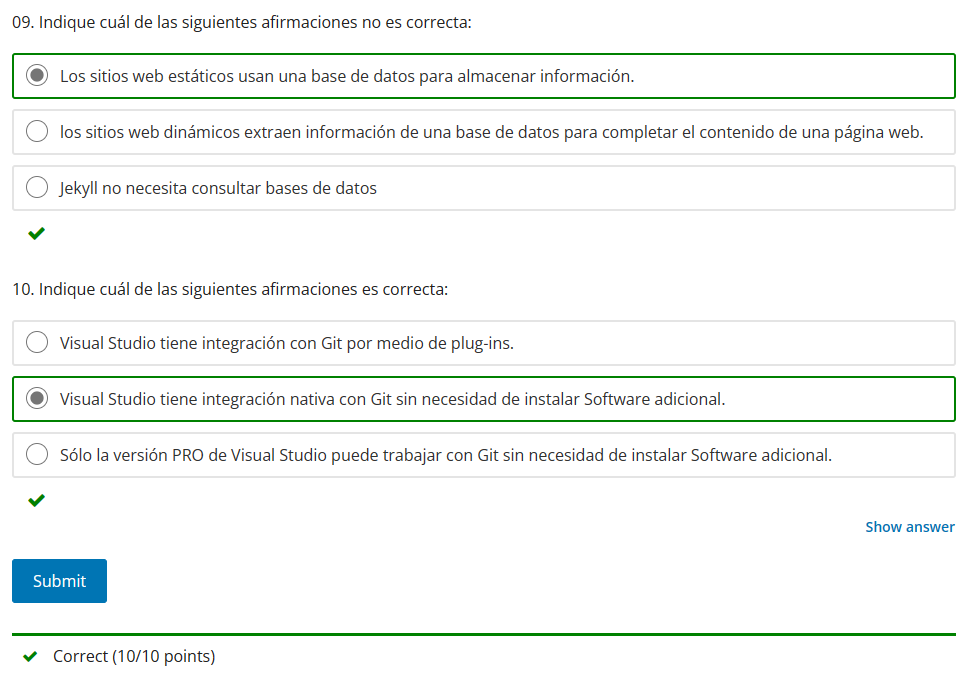 09. Indique cuál de las siguientes afirmaciones no es correcta:
Los sitios web estáticos usan una base de datos para almacenar información.
los sitios web dinámicos extraen información de una base de datos para completar el contenido de una página web.
Jekyll no necesita consultar bases de datos
10. Indique cuál de las siguientes afirmaciones es correcta:
Visual Studio tiene integración con Git por medio de plug-ins.
Visual Studio tiene integración nativa con Git sin necesidad de instalar Software adicional.
Sólo la versión PRO de Visual Studio puede trabajar con Git sin necesidad de instalar Software adicional.
Show answer
Submit
Correct (10/10 points)